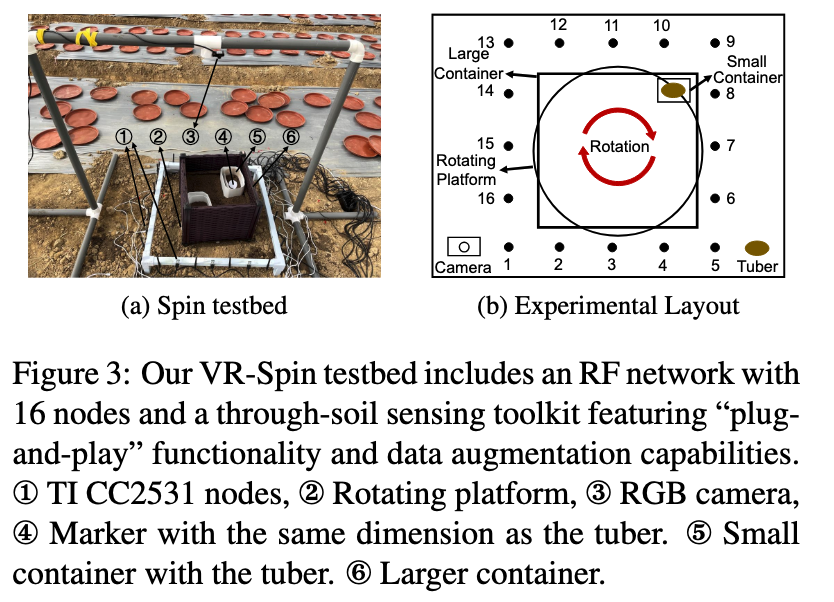 ① ② ③ ④ ⑤ ⑥
12 11 10
13 9
Large
Container
Small
Container
14 8
15 Rotation 7
Rotating
Platform
16 6
Camera 1 2 3 4 5 Tuber
(a) Spin testbed
(b) Experimental Layout
Figure 3: Our VR-Spin testbed includes an RF network with
16 nodes and a through-soil sensing toolkit featuring “plug-
and-play” functionality and data augmentation capabilities.
① TI CC2531 nodes, ② Rotating platform, ③ RGB camera,
④ Marker with the same dimension as the tuber. ⑤ Small
container with the tuber. ⑥ Larger container.